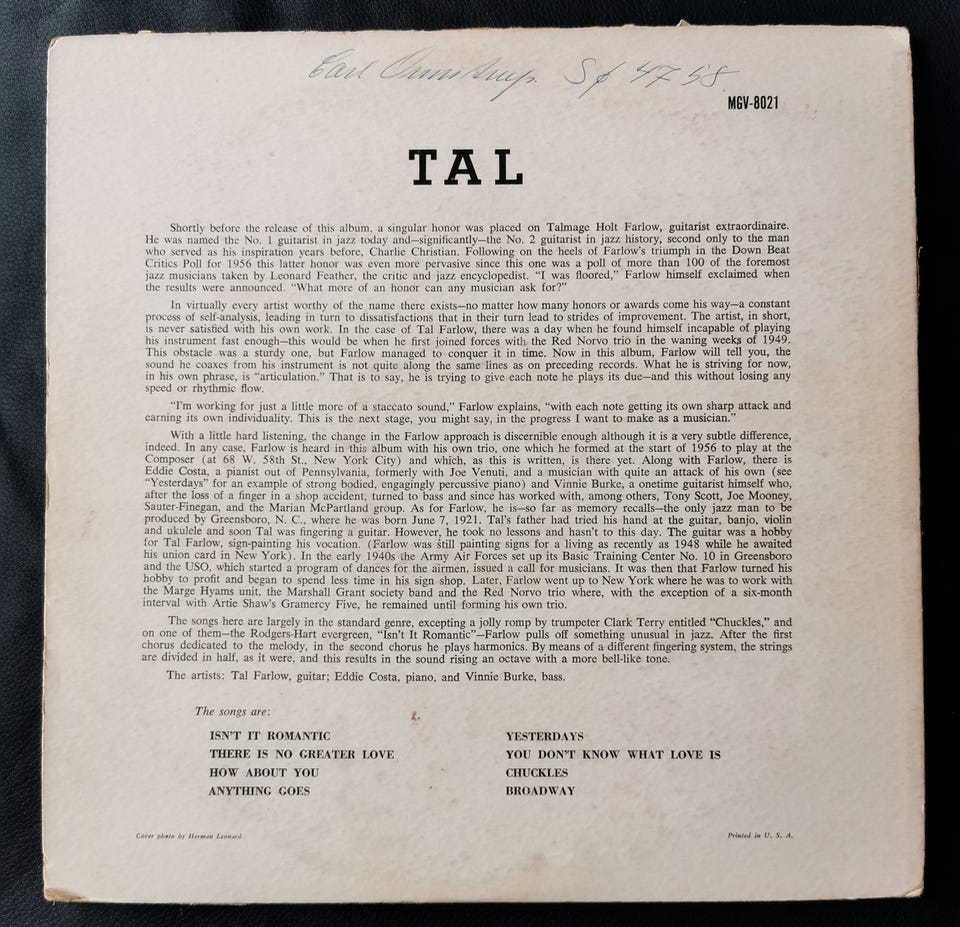 Earl S¢ 47 58
MGV-8021
TAL
Shortly before the release of this album, a singular honor was placed on Talmage Holt Farlow, guitarist extraordinaire.
He was named the No. 1 guitarist in jazz today and—significantly—the No. 2 guitarist in jazz history, second only to the man
who served as his inspiration years before, Charlie Christian. Following on the heels of Farlow's triumph in the Down Beat
Critics Poll for 1956 this latter honor was even more pervasive since this one was a poll of more than 100 of the foremost
jazz musicians taken by Leonard Feather, the critic and jazz encyclopedist. "I was floored," Farlow himself exclaimed when
the results were announced. "What more of an honor can any musician ask for?"
In virtually every artist worthy of the name there exists—no matter how many honors or awards come his way—a constant
process of self-analysis, leading in turn to dissatisfactions that in their turn lead to strides of improvement. The artist, in short,
is never satisfied with his own work. In the case of Tal Farlow, there was a day when he found himself incapable of playing
his instrument fast enough—this would be when he first joined forces with the Red Norvo trio in the waning weeks of 1949.
This obstacle was a sturdy one, but Farlow managed to conquer it in time. Now in this album, Farlow will tell you, the
sound he coaxes from his instrument is not quite along the same lines as on preceding records. What he is striving for now,
in his own phrase, is "articulation." That is to say, he is trying to give each note he plays its due—and this without losing any
speed or rhythmic flow.
"I'm working for just a little more of a staccato sound," Farlow explains, "with each note getting its own sharp attack and
earning its own individuality. This is the next stage, you might say, in the progress I want to make as a musician."
With a little hard listening, the change in the Farlow approach is discernible enough although it is a very subtle difference,
indeed. In any case, Farlow is heard in this album with his own trio, one which he formed at the start of 1956 to play at the
Composer (at 68 W. 58th St., New York City) and which, as this is written, is there yet. Along with Farlow, there is
Eddie Costa, a pianist out of Pennsylvania, formerly with Joe Venuti, and a musician with quite an attack of his own (see
"Yesterdays" for an example of strong bodied, engagingly percussive piano) and Vinnie Burke, a onetime guitarist himself who,
after the loss of a finger in a shop accident, turned to bass and since has worked with, among others, Tony Scott, Joe Mooney,
Sauter-Finegan, and the Marian McPartland group. As for Farlow, he is—so far as memory recalls—the only jazz man to be
produced by Greensboro, N. C., where he was born June 7, 1921. Tal's father had tried his hand at the guitar, banjo, violin
and ukulele and soon Tal was fingering a guitar. However, he took no lessons and hasn't to this day. The guitar was a hobby
for Tal Farlow, sign-painting his vocation. (Farlow was still painting signs for a living as recently as 1948 while he awaited
his union card in New York). In the early 1940s the Army Air Forces set up its Basic Training Center No. 10 in Greensboro
and the USO, which started a program of dances for the airmen, issued a call for musicians. It was then that Farlow turned his
hobby to profit and began to spend less time in his sign shop. Later, Farlow went up to New York where he was to work with
the Marge Hyams unit, the Marshall Grant society band and the Red Norvo trio where, with the exception of a six-month
interval with Artie Shaw's Gramercy Five, he remained until forming his own trio.
The songs here are largely in the standard genre, excepting a jolly romp by trumpeter Clark Terry entitled "Chuckles," and
on one of them—the Rodgers-Hart evergreen, "Isn't It Romantic"—Farlow pulls off something unusual in jazz. After the first
chorus dedicated to the melody, in the second chorus he plays harmonics. By means of a different fingering system, the strings
are divided in half, as it were, and this results in the sound rising an octave with a more bell-like tone.
The artists: Tal Farlow, guitar; Eddie Costa, piano, and Vinnie Burke, bass.
The songs are:
ISN'T IT ROMANTIC
THERE IS NO GREATER LOVE
HOW ABOUT YOU
ANYTHING GOES
YESTERDAYS
YOU DON'T KNOW WHAT LOVE IS
CHUCKLES
BROADWAY
Cover photo by Herman Leonard
Printed in U. S. A.